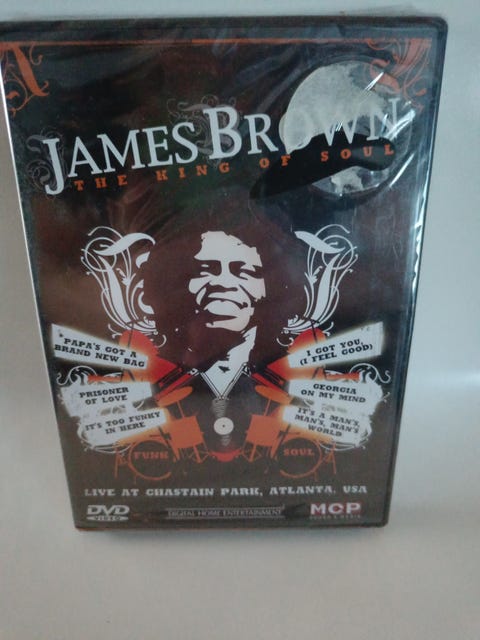 JAMES BROWN
THE KING OF SOUL
PAPA'S GOT A
BRAND NEW BAG
I GOT YOU
(I FEEL GOOD)
PRISONER
OF LOVE
GEORGIA
ON MY MIND
IT'S TOO FUNKY
IN HERE
IT'S A MAN'S,
MAN'S, MAN'S
WORLD
FUNK
SOUL
LIVE AT CHASTAIN PARK, ATLANTA, USA
DVD
VIDEO
DIGITAL HOME ENTERTAINMENT
MCP